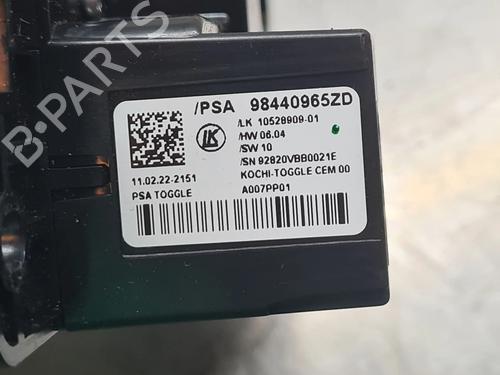 B-PARTS
/PSA 98440965ZD
/LK 10528909-01
/HW 06.04
/SW 10
/SN 92820VBB0021E
KOCHI-TOGGLE CEM 00
A007PP01
LK
11.02.22-2151
PSA TOGGLE